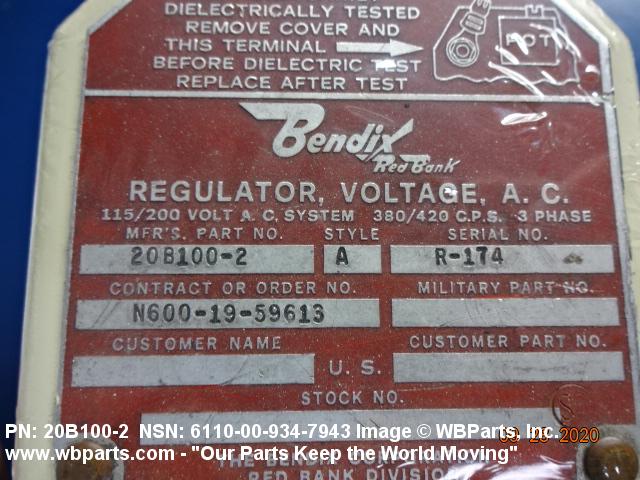 DIELECTRICALLY TESTED
REMOVE COVER AND
THIS TERMINAL
BEFORE DIELECTRIC TEST
REPLACE AFTER TEST
POT
Bendix
Red Bank
REGULATOR, VOLTAGE, A. C.
115/200 VOLT A. C. SYSTEM 380/420 C.P.S. 3 PHASE
MFR'S. PART NO. STYLE SERIAL NO.
20B100-2 A R-174
CONTRACT OR ORDER NO. MILITARY PART NO.
N600-19-59613
CUSTOMER NAME CUSTOMER PART NO.
U. S.
STOCK NO.
PN: 20B100-2 NSN: 6110-00-934-7943 Image © WBParts, Inc.
2020
www.wbparts.com - "Our Parts Keep the World Moving"
THE BENDIX
RED BANK DIVISION